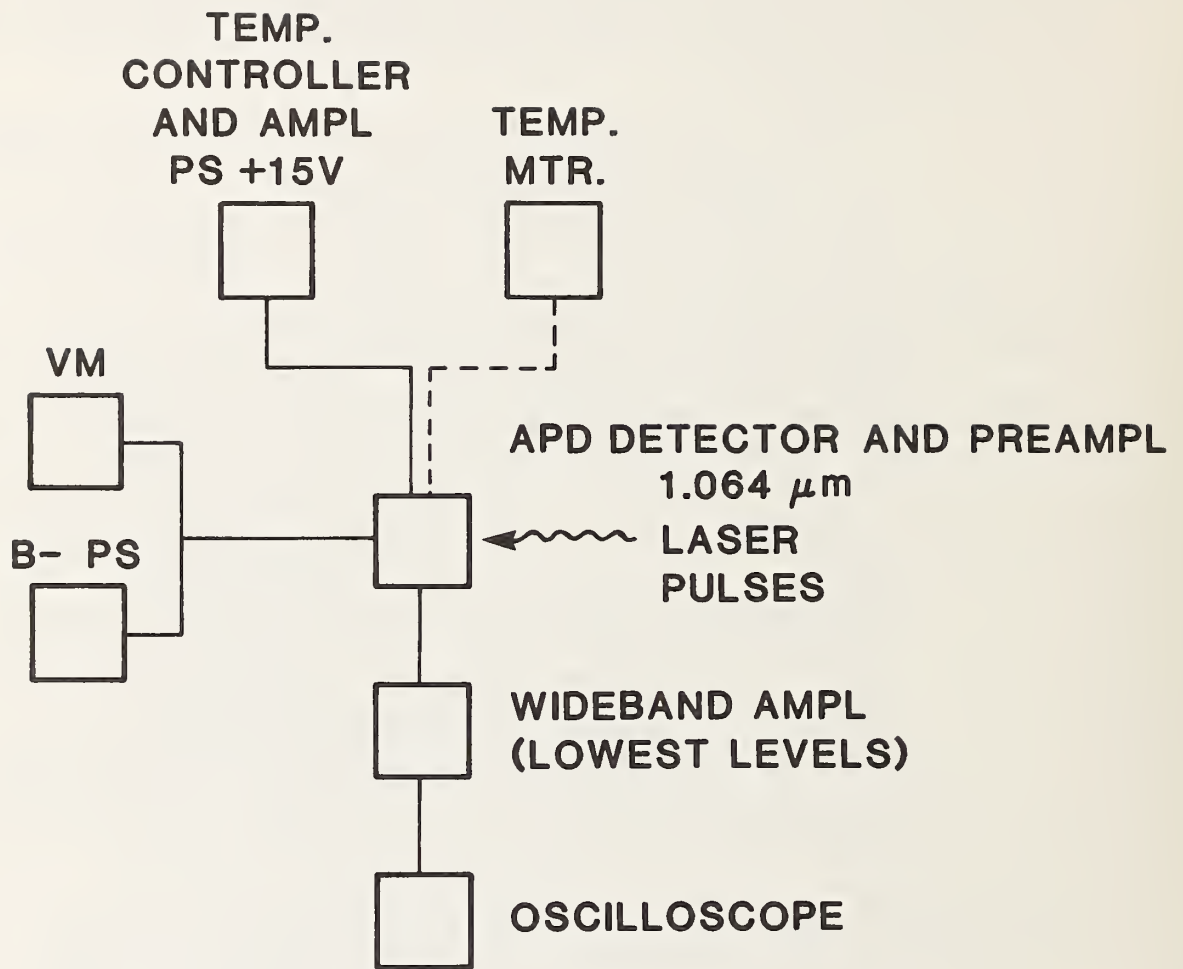 TEMP.
CONTROLLER
AND AMPL
PS +15V
TEMP.
MTR.
VM
B- PS
APD DETECTOR AND PREAMPL
1.064 μm
LASER
PULSES
WIDEBAND AMPL
(LOWEST LEVELS)
OSCILLOSCOPE